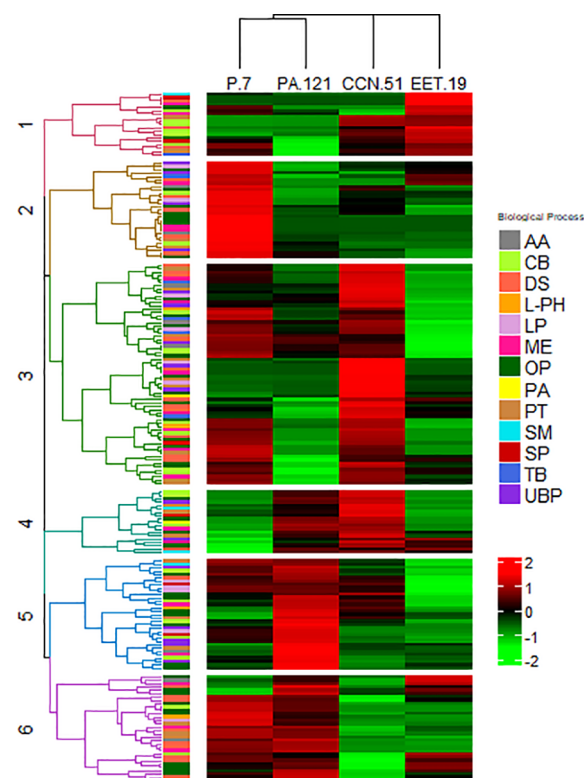 P.7 PA.121 CCN.51 EET.19
1
2
3
4
5
6
Biological Process
AA
CB
DS
L-PH
LP
ME
OP
PA
PT
SM
SP
TB
UBP
2
1
0
-1
-2